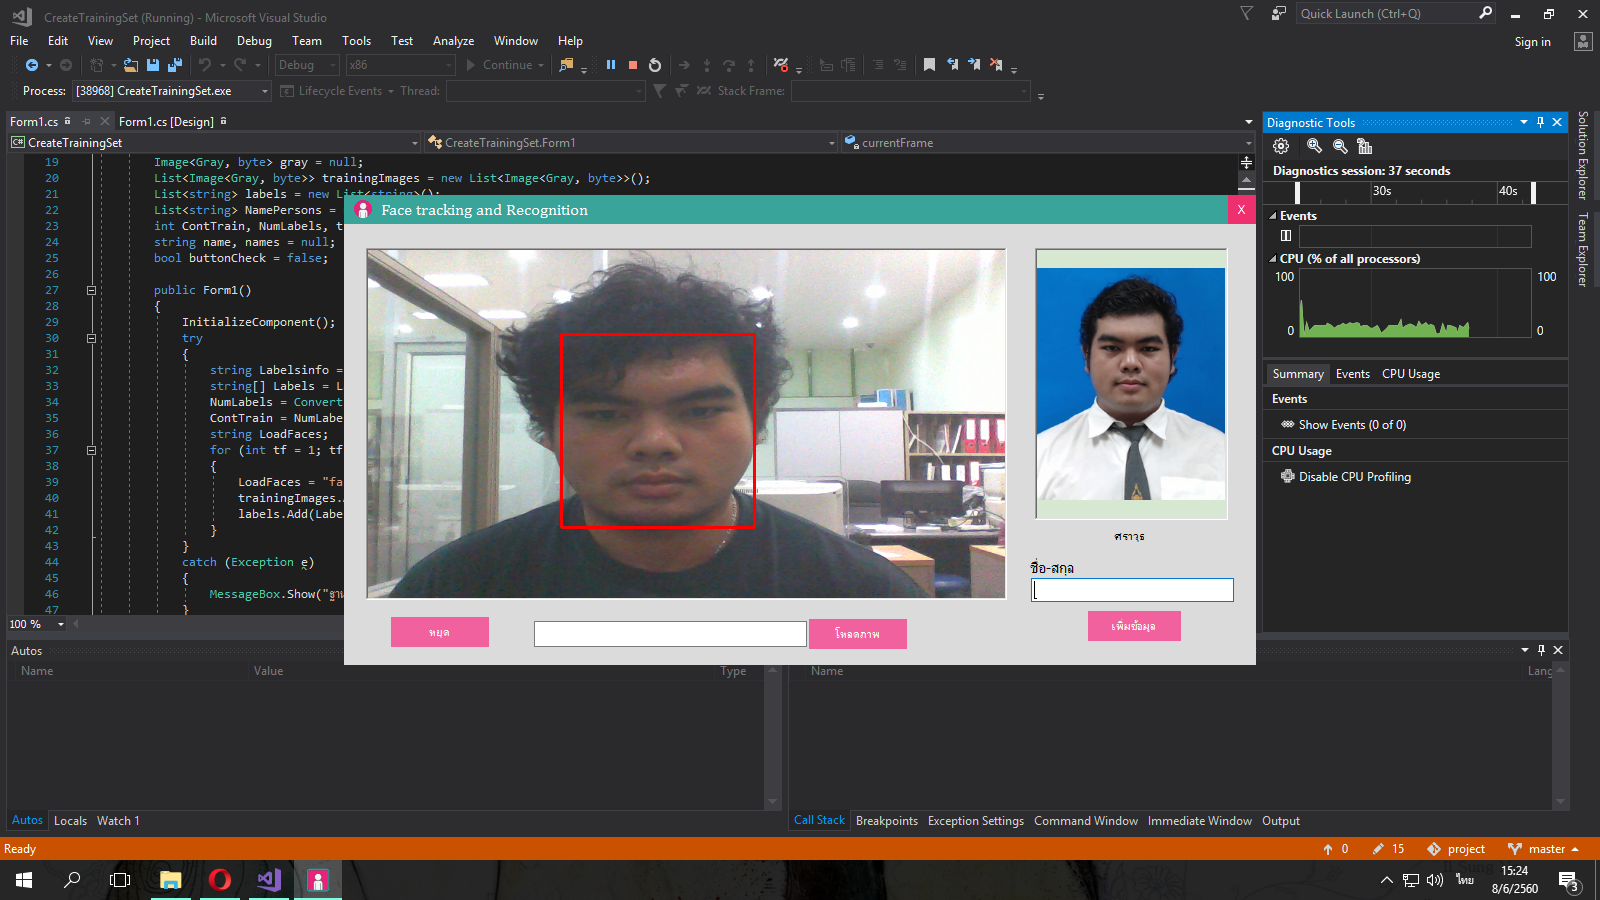 CreateTrainingSet (Running) - Microsoft Visual Studio
Quick Launch (Ctrl+Q)
File Edit View Project Build Debug Team Tools Test Analyze Window Help
Sign in
Debug x86 Continue
Process: [38968] CreateTrainingSet.exe Lifecycle Events Thread: Stack Frame:
Form1.cs Form1.cs [Design]
CreateTrainingSet CreateTrainingSet.Form1 currentFrame
19 Image<Gray, byte> gray = null;
20 List<Image<Gray, byte>> trainingImages = new List<Image<Gray, byte>>();
21 List<string> labels = new List<string>();
22 List<string> NamePersons =
23 int ContTrain, NumLabels, t
24 string name, names = null;
25 bool buttonCheck = false;
26
27 public Form1()
28 {
29 InitializeComponent();
30 try
31 {
32 string Labelsinfo =
33 string[] Labels = L
34 NumLabels = Convert
35 ContTrain = NumLabe
36 string LoadFaces;
37 for (int tf = 1; tf
38 {
39 LoadFaces = "fa
40 trainingImages.
41 labels.Add(Labe
42 }
43 }
44 catch (Exception e)
45 {
46 MessageBox.Show("ฐาน
47 }
100 %
Face tracking and Recognition
X
ศราวุธ
ชื่อ-สกุล
เพิ่มข้อมูล
หยุด
โหลดภาพ
Diagnostic Tools
Diagnostics session: 37 seconds
30s 40s
Events
CPU (% of all processors)
100 100
0 0
Summary Events CPU Usage
Events
Show Events (0 of 0)
CPU Usage
Disable CPU Profiling
Solution Explorer
Team Explorer
Autos
Name Value Type
Name Lang
Autos Locals Watch 1
Call Stack Breakpoints Exception Settings Command Window Immediate Window Output
Ready
0 15 project master
ไทย
15:24
8/6/2560
3